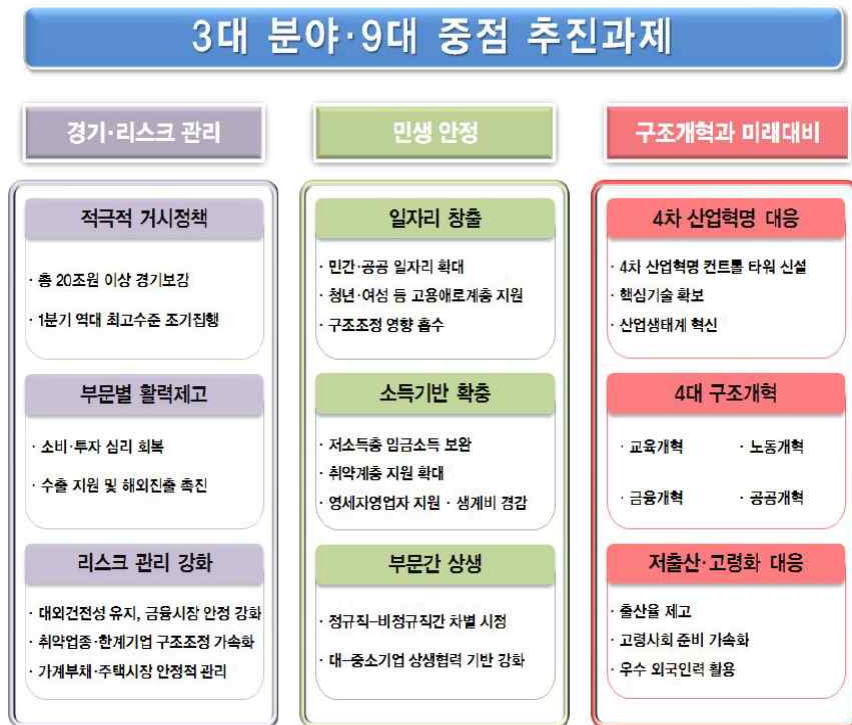 3대 분야·9대 중점 추진과제
경기·리스크 관리
적극적 거시정책
· 총 20조원 이상 경기보강
· 1분기 역대 최고수준 조기집행
부문별 활력제고
· 소비·투자 심리 회복
· 수출 지원 및 해외진출 촉진
리스크 관리 강화
· 대외건전성 유지, 금융시장 안정 강화
· 취약업종·한계기업 구조조정 가속화
· 가계부채·주택시장 안정적 관리
민생 안정
일자리 창출
· 민간·공공 일자리 확대
· 청년·여성 등 고용애로계층 지원
· 구조조정 영향 흡수
소득기반 확충
· 저소득층 임금소득 보완
· 취약계층 지원 확대
· 영세자영업자 지원 · 생계비 경감
부문간 상생
· 정규직-비정규직간 차별 시정
· 대-중소기업 상생협력 기반 강화
구조개혁과 미래대비
4차 산업혁명 대응
· 4차 산업혁명 컨트롤 타워 신설
· 핵심기술 확보
· 산업생태계 혁신
4대 구조개혁
· 교육개혁 · 노동개혁
· 금융개혁 · 공공개혁
저출산·고령화 대응
· 출산율 제고
· 고령사회 준비 가속화
· 우수 외국인력 활용